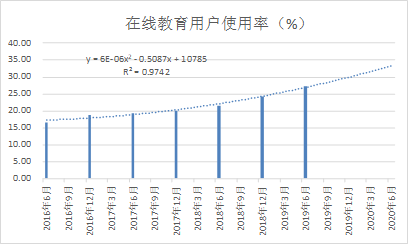 在线教育用户使用率（%）
40.00
35.00
30.00
25.00
20.00
15.00
10.00
5.00
0.00
y = 6E-06x² - 0.5087x + 10785
R² = 0.9742
2016年6月
2016年9月
2016年12月
2017年3月
2017年6月
2017年9月
2017年12月
2018年3月
2018年6月
2018年9月
2018年12月
2019年3月
2019年6月
2019年9月
2019年12月
2020年3月
2020年6月